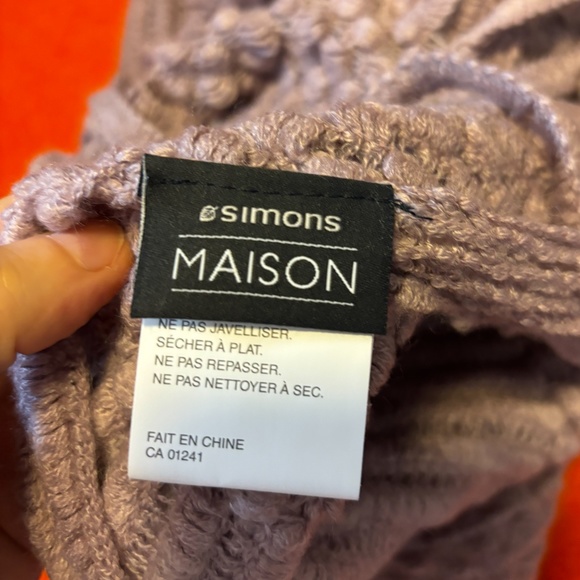 simons
MAISON
NE PAS JAVELLISER.
SÉCHER À PLAT.
NE PAS REPASSER.
NE PAS NETTOYER À SEC.
FAIT EN CHINE
CA 01241